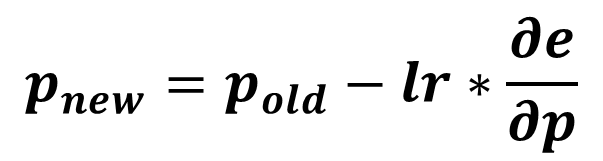 p_new = p_old − lr * ∂e/∂p